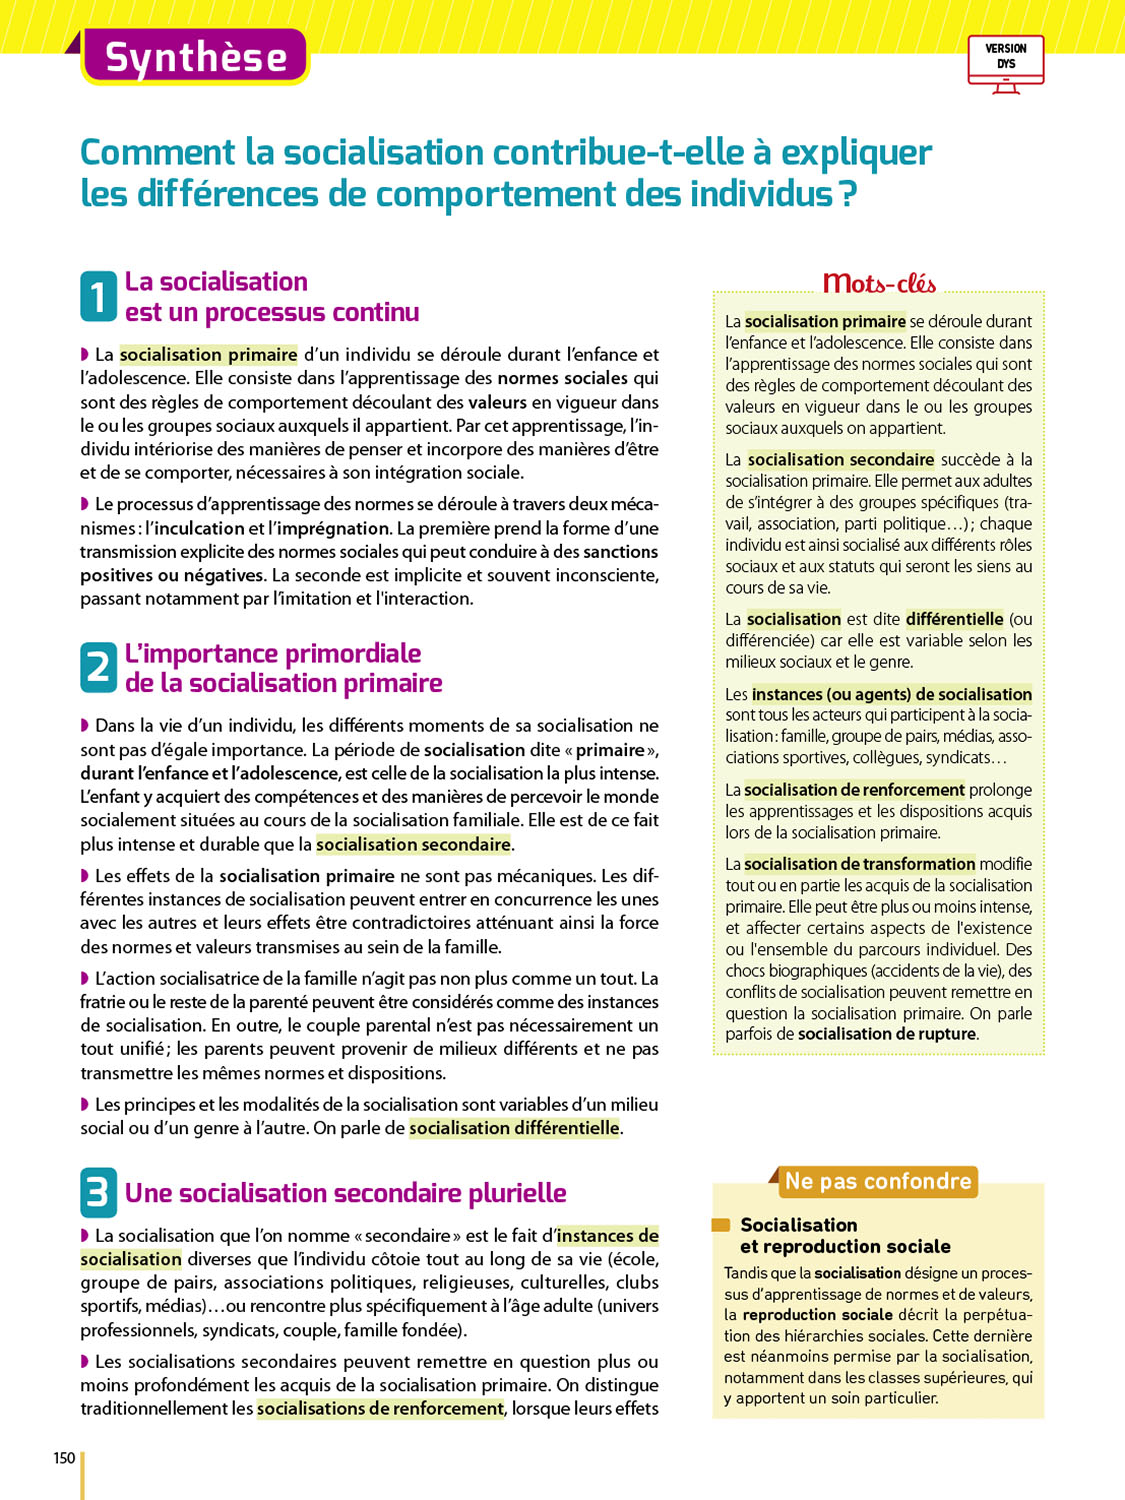 Synthèse
VERSION
DYS
Comment la socialisation contribue-t-elle à expliquer
les différences de comportement des individus ?
1
La socialisation
est un processus continu
◗ La socialisation primaire d’un individu se déroule durant l’enfance et
l’adolescence. Elle consiste dans l’apprentissage des normes sociales qui
sont des règles de comportement découlant des valeurs en vigueur dans
le ou les groupes sociaux auxquels il appartient. Par cet apprentissage, l’in-
dividu intériorise des manières de penser et incorpore des manières d’être
et de se comporter, nécessaires à son intégration sociale.
◗ Le processus d’apprentissage des normes se déroule à travers deux méca-
nismes : l’inculcation et l’imprégnation. La première prend la forme d’une
transmission explicite des normes sociales qui peut conduire à des sanctions
positives ou négatives. La seconde est implicite et souvent inconsciente,
passant notamment par l’imitation et l'interaction.
2
L’importance primordiale
de la socialisation primaire
◗ Dans la vie d’un individu, les différents moments de sa socialisation ne
sont pas d’égale importance. La période de socialisation dite « primaire »,
durant l’enfance et l’adolescence, est celle de la socialisation la plus intense.
L’enfant y acquiert des compétences et des manières de percevoir le monde
socialement situées au cours de la socialisation familiale. Elle est de ce fait
plus intense et durable que la socialisation secondaire.
◗ Les effets de la socialisation primaire ne sont pas mécaniques. Les dif-
férentes instances de socialisation peuvent entrer en concurrence les unes
avec les autres et leurs effets être contradictoires atténuant ainsi la force
des normes et valeurs transmises au sein de la famille.
◗ L’action socialisatrice de la famille n’agit pas non plus comme un tout. La
fratrie ou le reste de la parenté peuvent être considérés comme des instances
de socialisation. En outre, le couple parental n’est pas nécessairement un
tout unifié ; les parents peuvent provenir de milieux différents et ne pas
transmettre les mêmes normes et dispositions.
◗ Les principes et les modalités de la socialisation sont variables d’un milieu
social ou d’un genre à l’autre. On parle de socialisation différentielle.
3
Une socialisation secondaire plurielle
◗ La socialisation que l’on nomme « secondaire » est le fait d’instances de
socialisation diverses que l’individu côtoie tout au long de sa vie (école,
groupe de pairs, associations politiques, religieuses, culturelles, clubs
sportifs, médias)…ou rencontre plus spécifiquement à l’âge adulte (univers
professionnels, syndicats, couple, famille fondée).
◗ Les socialisations secondaires peuvent remettre en question plus ou
moins profondément les acquis de la socialisation primaire. On distingue
traditionnellement les socialisations de renforcement, lorsque leurs effets
Mots-clés
La socialisation primaire se déroule durant
l’enfance et l’adolescence. Elle consiste dans
l’apprentissage des normes sociales qui sont
des règles de comportement découlant des
valeurs en vigueur dans le ou les groupes
sociaux auxquels on appartient.
La socialisation secondaire succède à la
socialisation primaire. Elle permet aux adultes
de s’intégrer à des groupes spécifiques (tra-
vail, association, parti politique…) ; chaque
individu est ainsi socialisé aux différents rôles
sociaux et aux statuts qui seront les siens au
cours de sa vie.
La socialisation est dite différentielle (ou
différenciée) car elle est variable selon les
milieux sociaux et le genre.
Les instances (ou agents) de socialisation
sont tous les acteurs qui participent à la socia-
lisation : famille, groupe de pairs, médias, asso-
ciations sportives, collègues, syndicats…
La socialisation de renforcement prolonge
les apprentissages et les dispositions acquis
lors de la socialisation primaire.
La socialisation de transformation modifie
tout ou en partie les acquis de la socialisation
primaire. Elle peut être plus ou moins intense,
et affecter certains aspects de l'existence
ou l'ensemble du parcours individuel. Des
chocs biographiques (accidents de la vie), des
conflits de socialisation peuvent remettre en
question la socialisation primaire. On parle
parfois de socialisation de rupture.
Ne pas confondre
Socialisation
et reproduction sociale
Tandis que la socialisation désigne un proces-
sus d’apprentissage de normes et de valeurs,
la reproduction sociale décrit la perpétua-
tion des hiérarchies sociales. Cette dernière
est néanmoins permise par la socialisation,
notamment dans les classes supérieures, qui
y apportent un soin particulier.
150